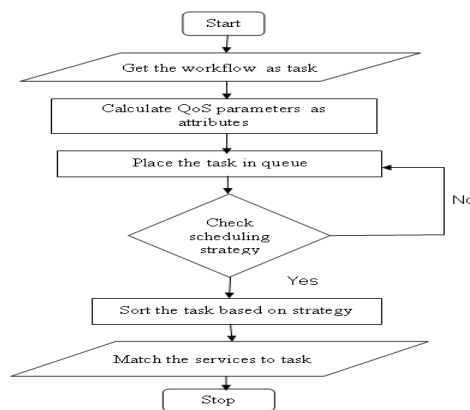 Start
Get the workflow as task
Calculate QoS parameters as
attributes
Place the task in queue
Check
scheduling
strategy
Yes
Sort the task based on strategy
Match the services to task
Stop